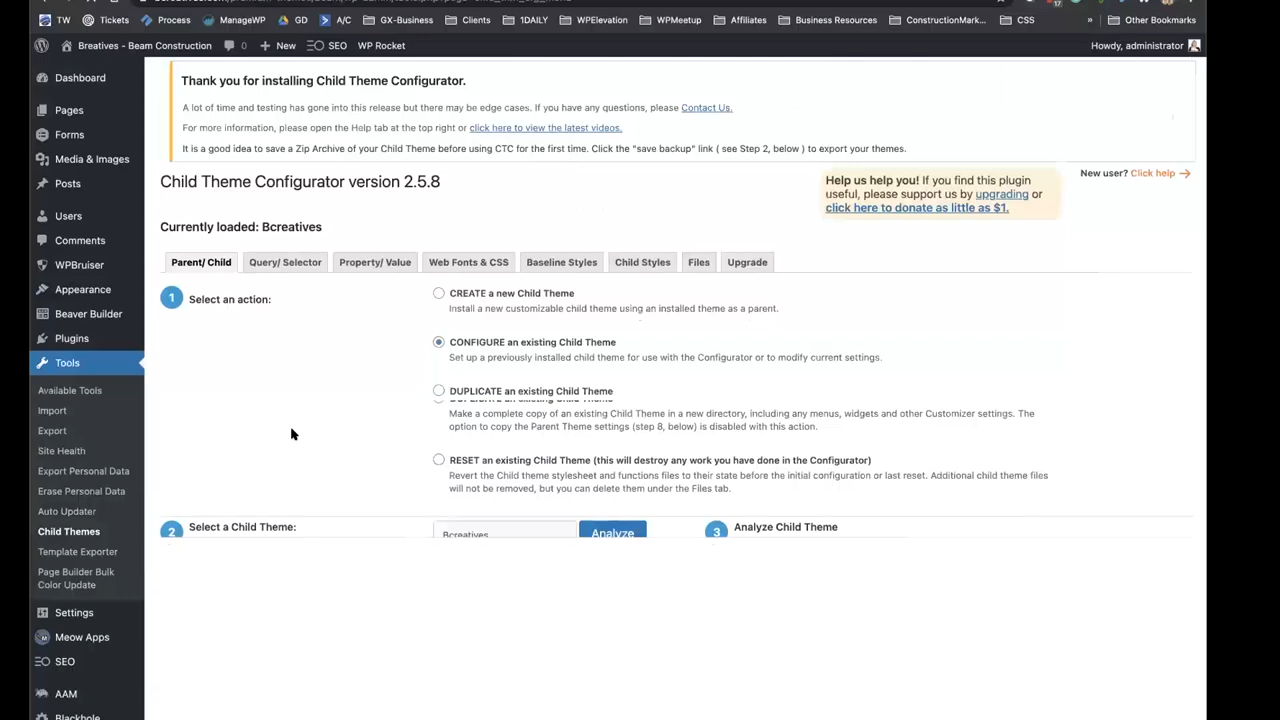 TW Tickets Process ManageWP GD A/C GX-Business Clients 1DAILY WPElevation WPMeetup Affiliates Business Resources ConstructionMark... CSS » Other Bookmarks
Breatives - Beam Construction 0 + New SEO WP Rocket Howdy, administrator
Dashboard
Pages
Forms
Media & Images
Posts
Users
Comments
WPBruiser
Appearance
Beaver Builder
Plugins
Tools
Available Tools
Import
Export
Site Health
Export Personal Data
Erase Personal Data
Auto Updater
Child Themes
Template Exporter
Page Builder Bulk
Color Update
Settings
Meow Apps
SEO
AAM
Blackhole
Thank you for installing Child Theme Configurator.
A lot of time and testing has gone into this release but there may be edge cases. If you have any questions, please Contact Us.
For more information, please open the Help tab at the top right or click here to view the latest videos.
It is a good idea to save a Zip Archive of your Child Theme before using CTC for the first time. Click the "save backup" link ( see Step 2, below ) to export your themes.
Child Theme Configurator version 2.5.8
Help us help you! If you find this plugin
useful, please support us by upgrading or
click here to donate as little as $1.
New user? Click help
Currently loaded: Bcreatives
Parent/ Child Query/ Selector Property/ Value Web Fonts & CSS Baseline Styles Child Styles Files Upgrade
1 Select an action:
CREATE a new Child Theme
Install a new customizable child theme using an installed theme as a parent.
CONFIGURE an existing Child Theme
Set up a previously installed child theme for use with the Configurator or to modify current settings.
DUPLICATE an existing Child Theme
Make a complete copy of an existing Child Theme in a new directory, including any menus, widgets and other Customizer settings. The
option to copy the Parent Theme settings (step 8, below) is disabled with this action.
RESET an existing Child Theme (this will destroy any work you have done in the Configurator)
Revert the Child theme stylesheet and functions files to their state before the initial configuration or last reset. Additional child theme files
will not be removed, but you can delete them under the Files tab.
2 Select a Child Theme: Bcreatives Analyze 3 Analyze Child Theme